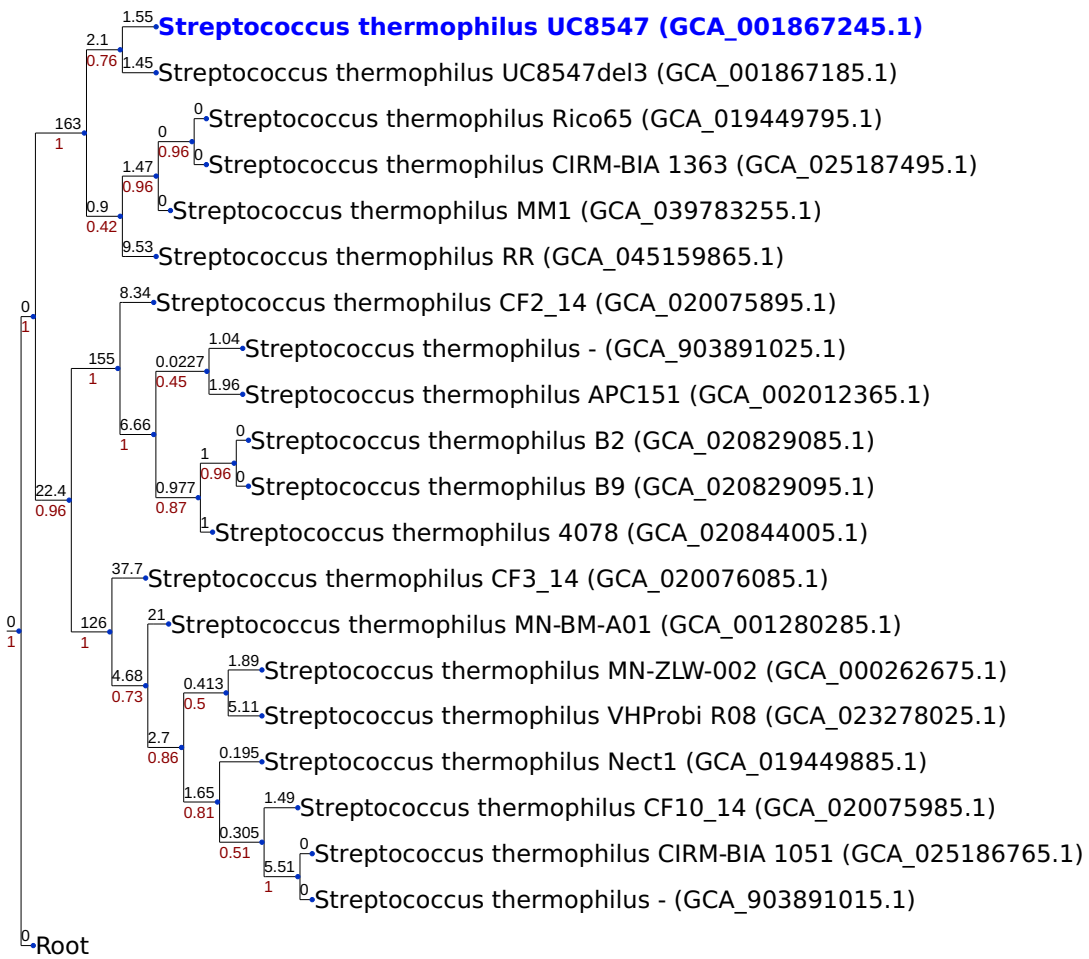 1.55
Streptococcus thermophilus UC8547 (GCA_001867245.1)
2.1
0.76
1.45
Streptococcus thermophilus UC8547del3 (GCA_001867185.1)
0
Streptococcus thermophilus Rico65 (GCA_019449795.1)
163
1
0
0.96
0
Streptococcus thermophilus CIRM-BIA 1363 (GCA_025187495.1)
1.47
0.96
0
Streptococcus thermophilus MM1 (GCA_039783255.1)
0.9
0.42
9.53
Streptococcus thermophilus RR (GCA_045159865.1)
0
1
8.34
Streptococcus thermophilus CF2_14 (GCA_020075895.1)
1.04
Streptococcus thermophilus - (GCA_903891025.1)
155
1
0.0227
0.45
1.96
Streptococcus thermophilus APC151 (GCA_002012365.1)
6.66
1
0
Streptococcus thermophilus B2 (GCA_020829085.1)
1
0.96
0
Streptococcus thermophilus B9 (GCA_020829095.1)
22.4
0.96
0.977
0.87
1
Streptococcus thermophilus 4078 (GCA_020844005.1)
37.7
Streptococcus thermophilus CF3_14 (GCA_020076085.1)
0
1
126
1
21
Streptococcus thermophilus MN-BM-A01 (GCA_001280285.1)
4.68
0.73
1.89
Streptococcus thermophilus MN-ZLW-002 (GCA_000262675.1)
0.413
0.5
5.11
Streptococcus thermophilus VHProbi R08 (GCA_023278025.1)
2.7
0.86
0.195
Streptococcus thermophilus Nect1 (GCA_019449885.1)
1.65
0.81
1.49
Streptococcus thermophilus CF10_14 (GCA_020075985.1)
0.305
0.51
0
Streptococcus thermophilus CIRM-BIA 1051 (GCA_025186765.1)
5.51
1
0
Streptococcus thermophilus - (GCA_903891015.1)
0
Root